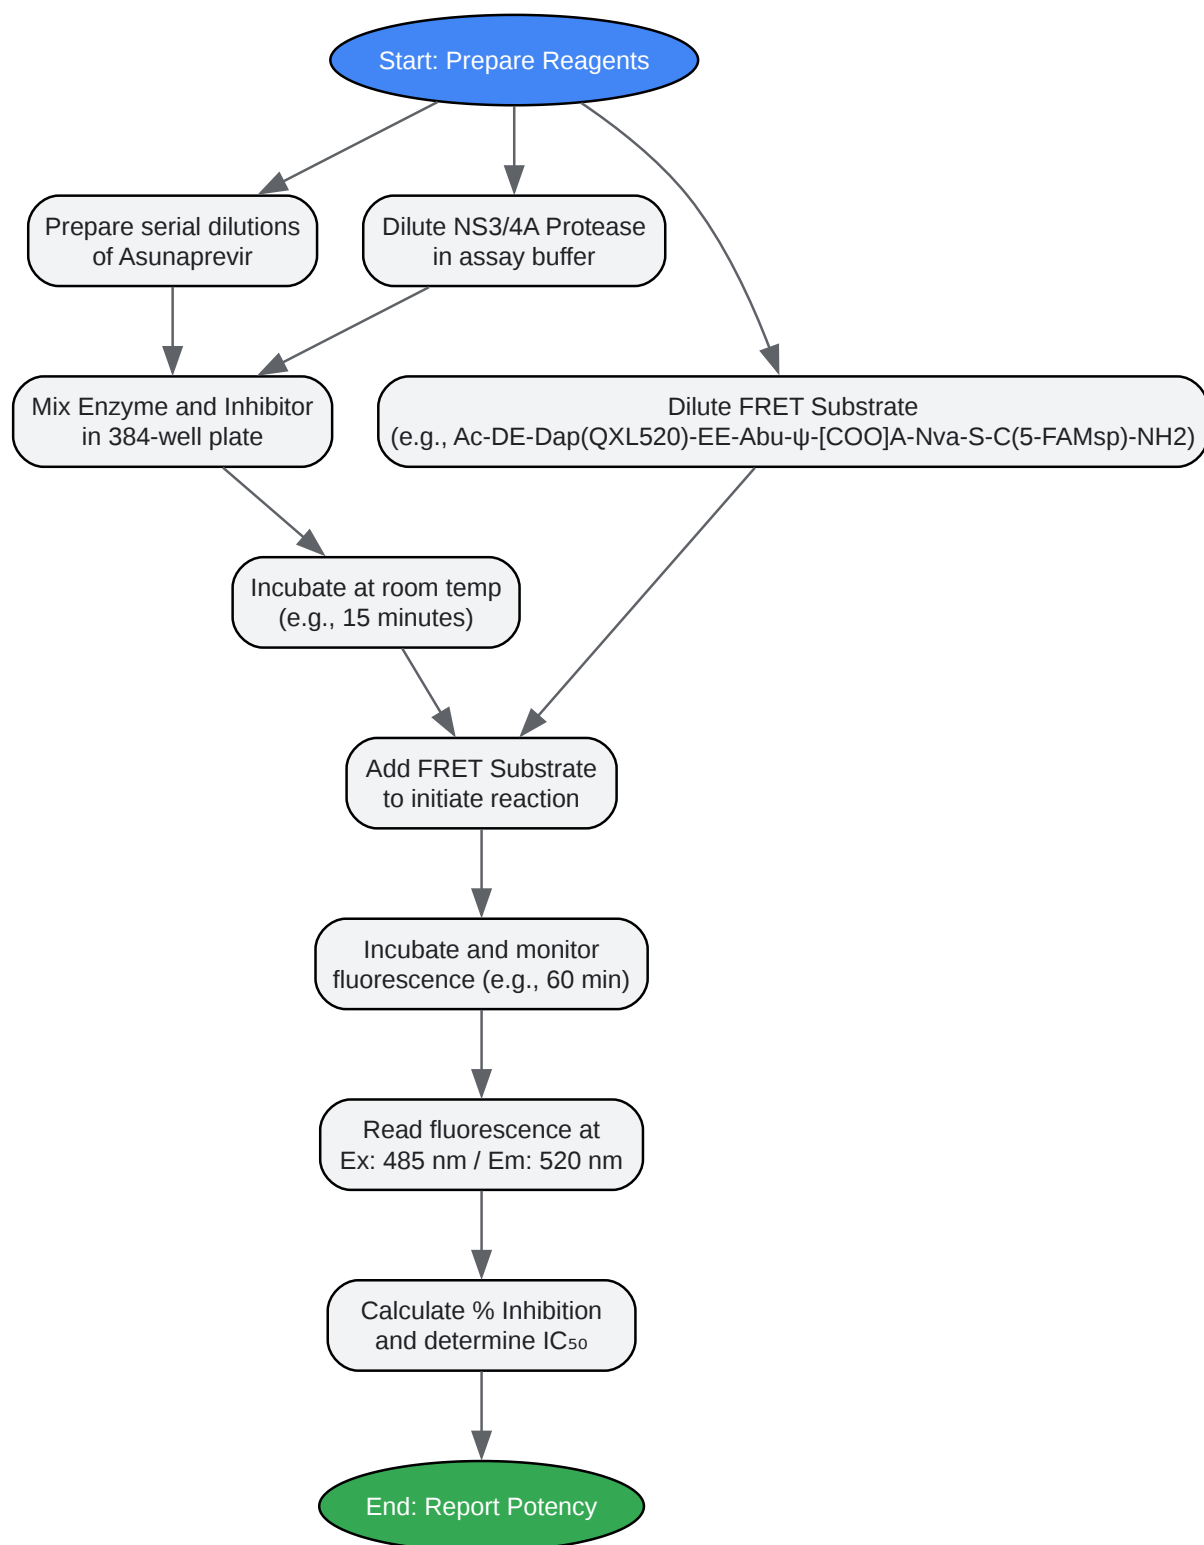 Start: Prepare Reagents
Prepare serial dilutions
of Asunaprevir
Dilute NS3/4A Protease
in assay buffer
Mix Enzyme and Inhibitor
in 384-well plate
Dilute FRET Substrate
(e.g., Ac-DE-Dap(QXL520)-EE-Abu-ψ-[COO]A-Nva-S-C(5-FAMsp)-NH2)
Incubate at room temp
(e.g., 15 minutes)
Add FRET Substrate
to initiate reaction
Incubate and monitor
fluorescence (e.g., 60 min)
Read fluorescence at
Ex: 485 nm / Em: 520 nm
Calculate % Inhibition
and determine IC₅₀
End: Report Potency